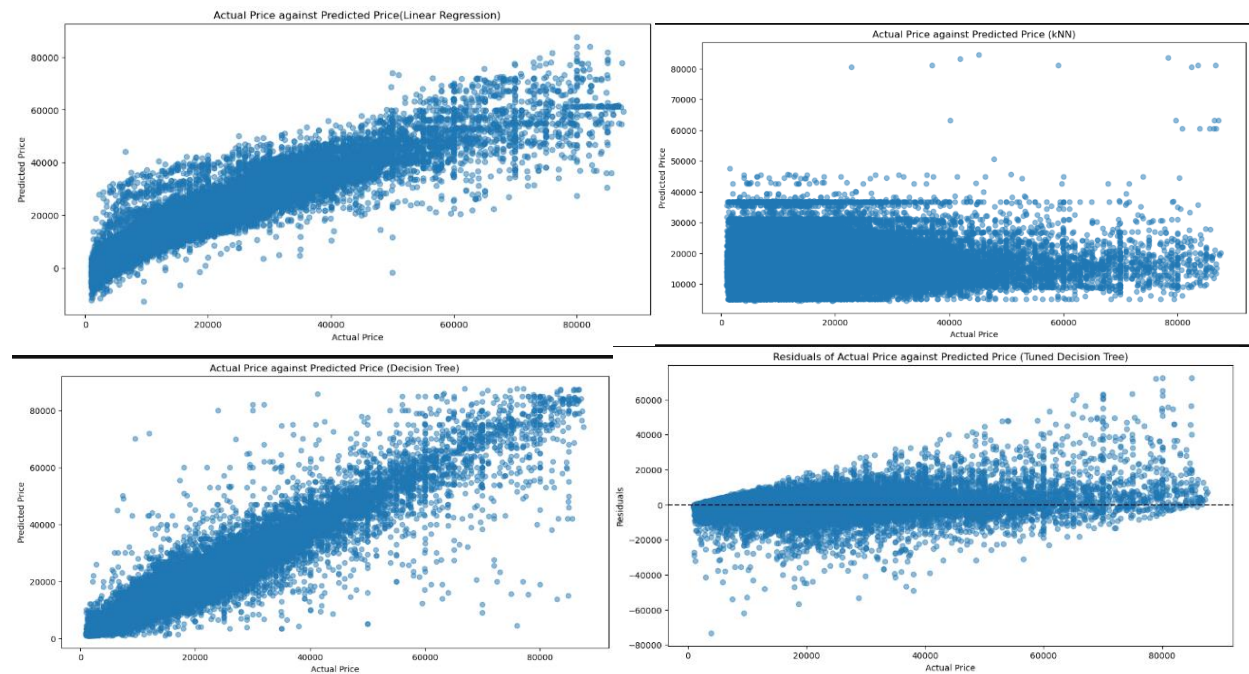 Actual Price against Predicted Price(Linear Regression)
80000
60000
40000
20000
0
Predicted Price
0 20000 40000 60000 80000
Actual Price
Actual Price against Predicted Price (kNN)
80000
70000
60000
50000
40000
30000
20000
10000
Predicted Price
0 20000 40000 60000 80000
Actual Price
Actual Price against Predicted Price (Decision Tree)
80000
60000
40000
20000
0
Predicted Price
0 20000 40000 60000 80000
Actual Price
Residuals of Actual Price against Predicted Price (Tuned Decision Tree)
60000
40000
20000
0
−20000
−40000
−60000
−80000
Residuals
0 20000 40000 60000 80000
Actual Price